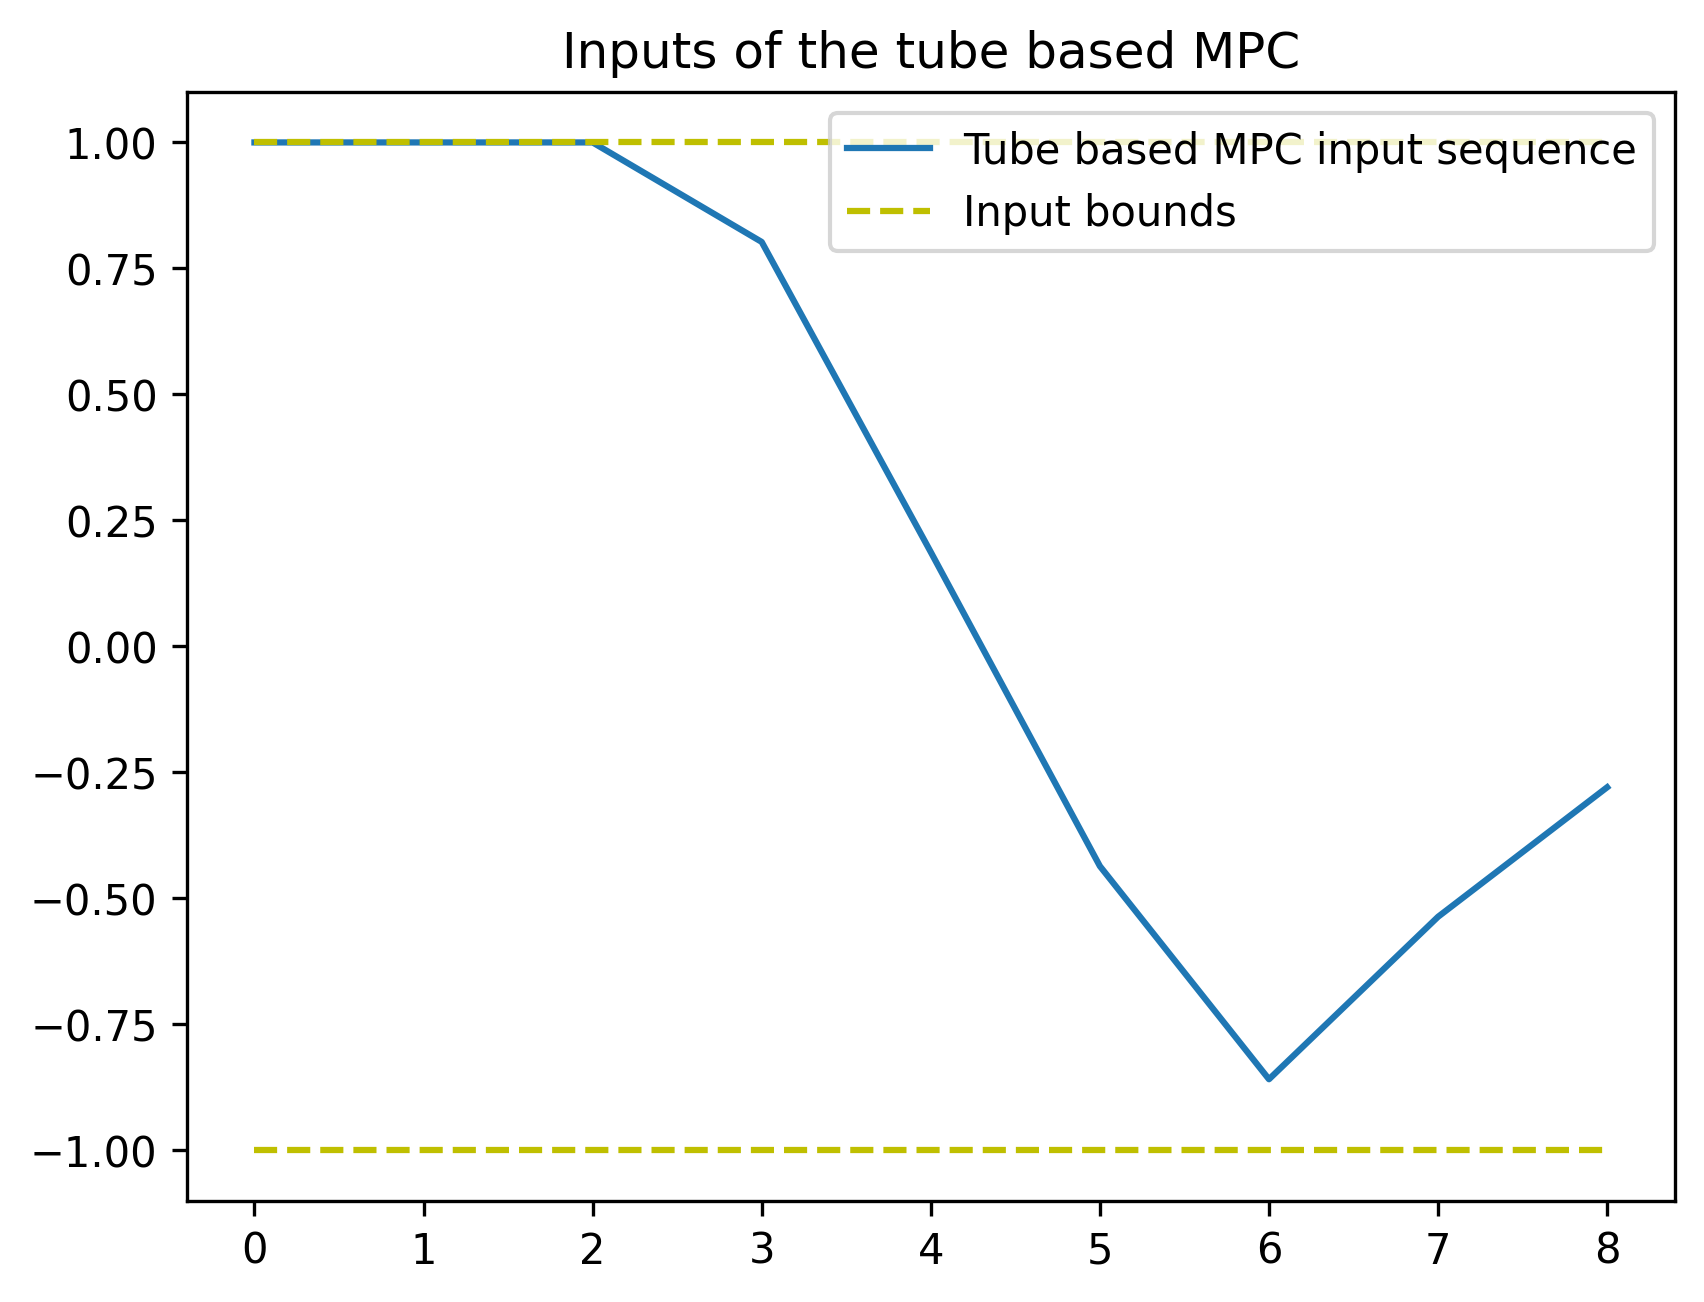 Inputs of the tube based MPC
Tube based MPC input sequence
Input bounds
1.00
0.75
0.50
0.25
0.00
−0.25
−0.50
−0.75
−1.00
0 1 2 3 4 5 6 7 8